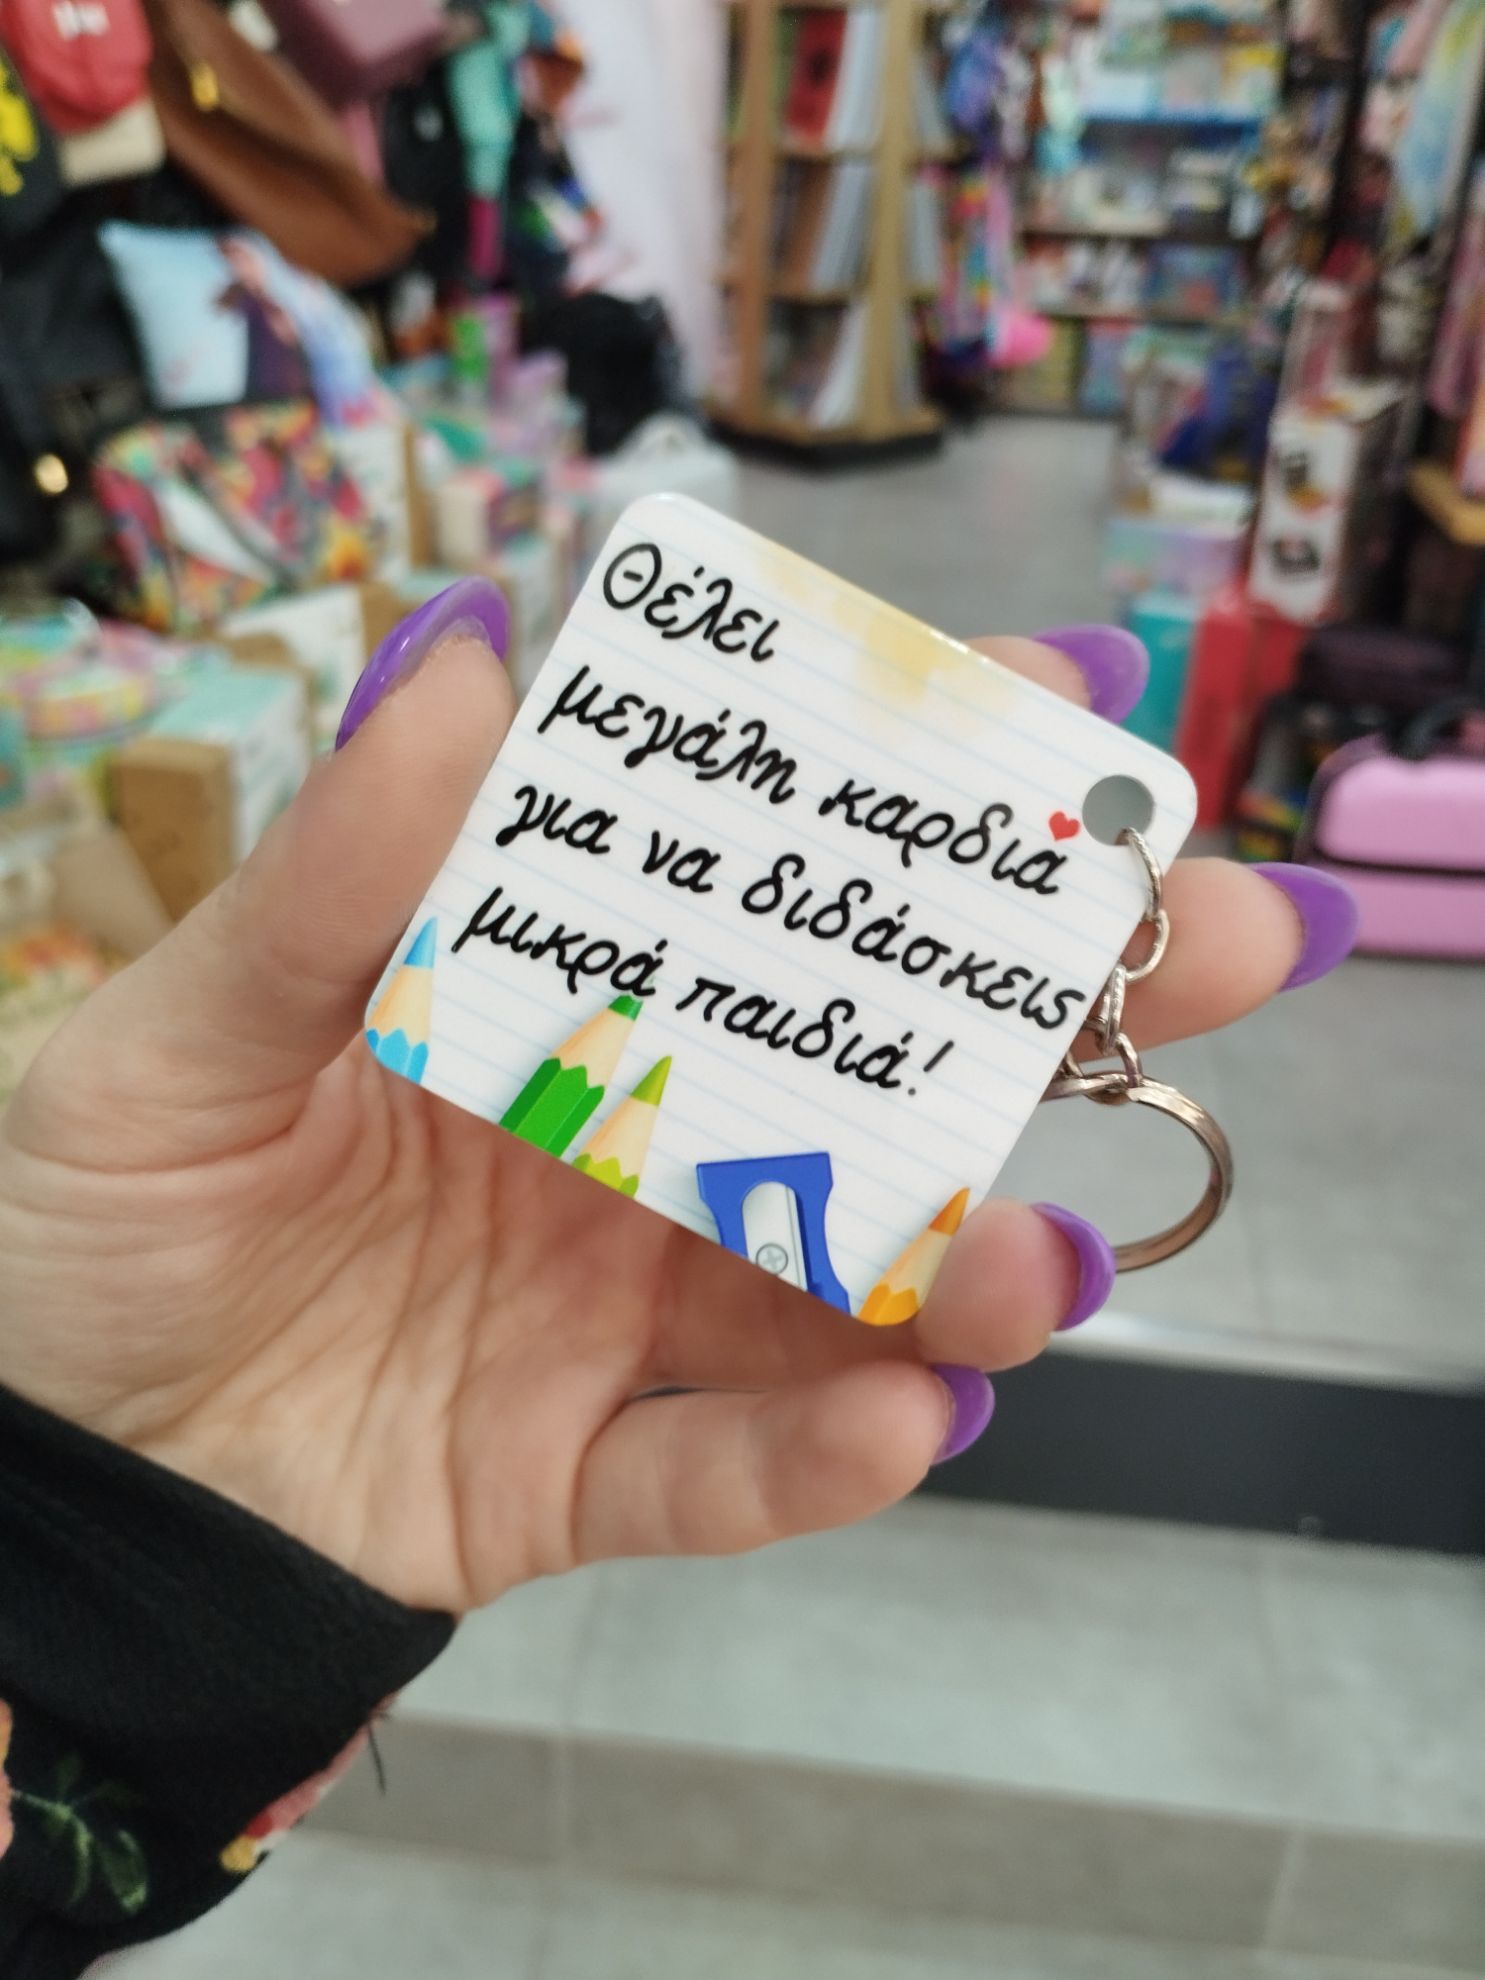 Θέλει
μεγάλη καρδιά
για να διδάσκεις
μικρά παιδιά!